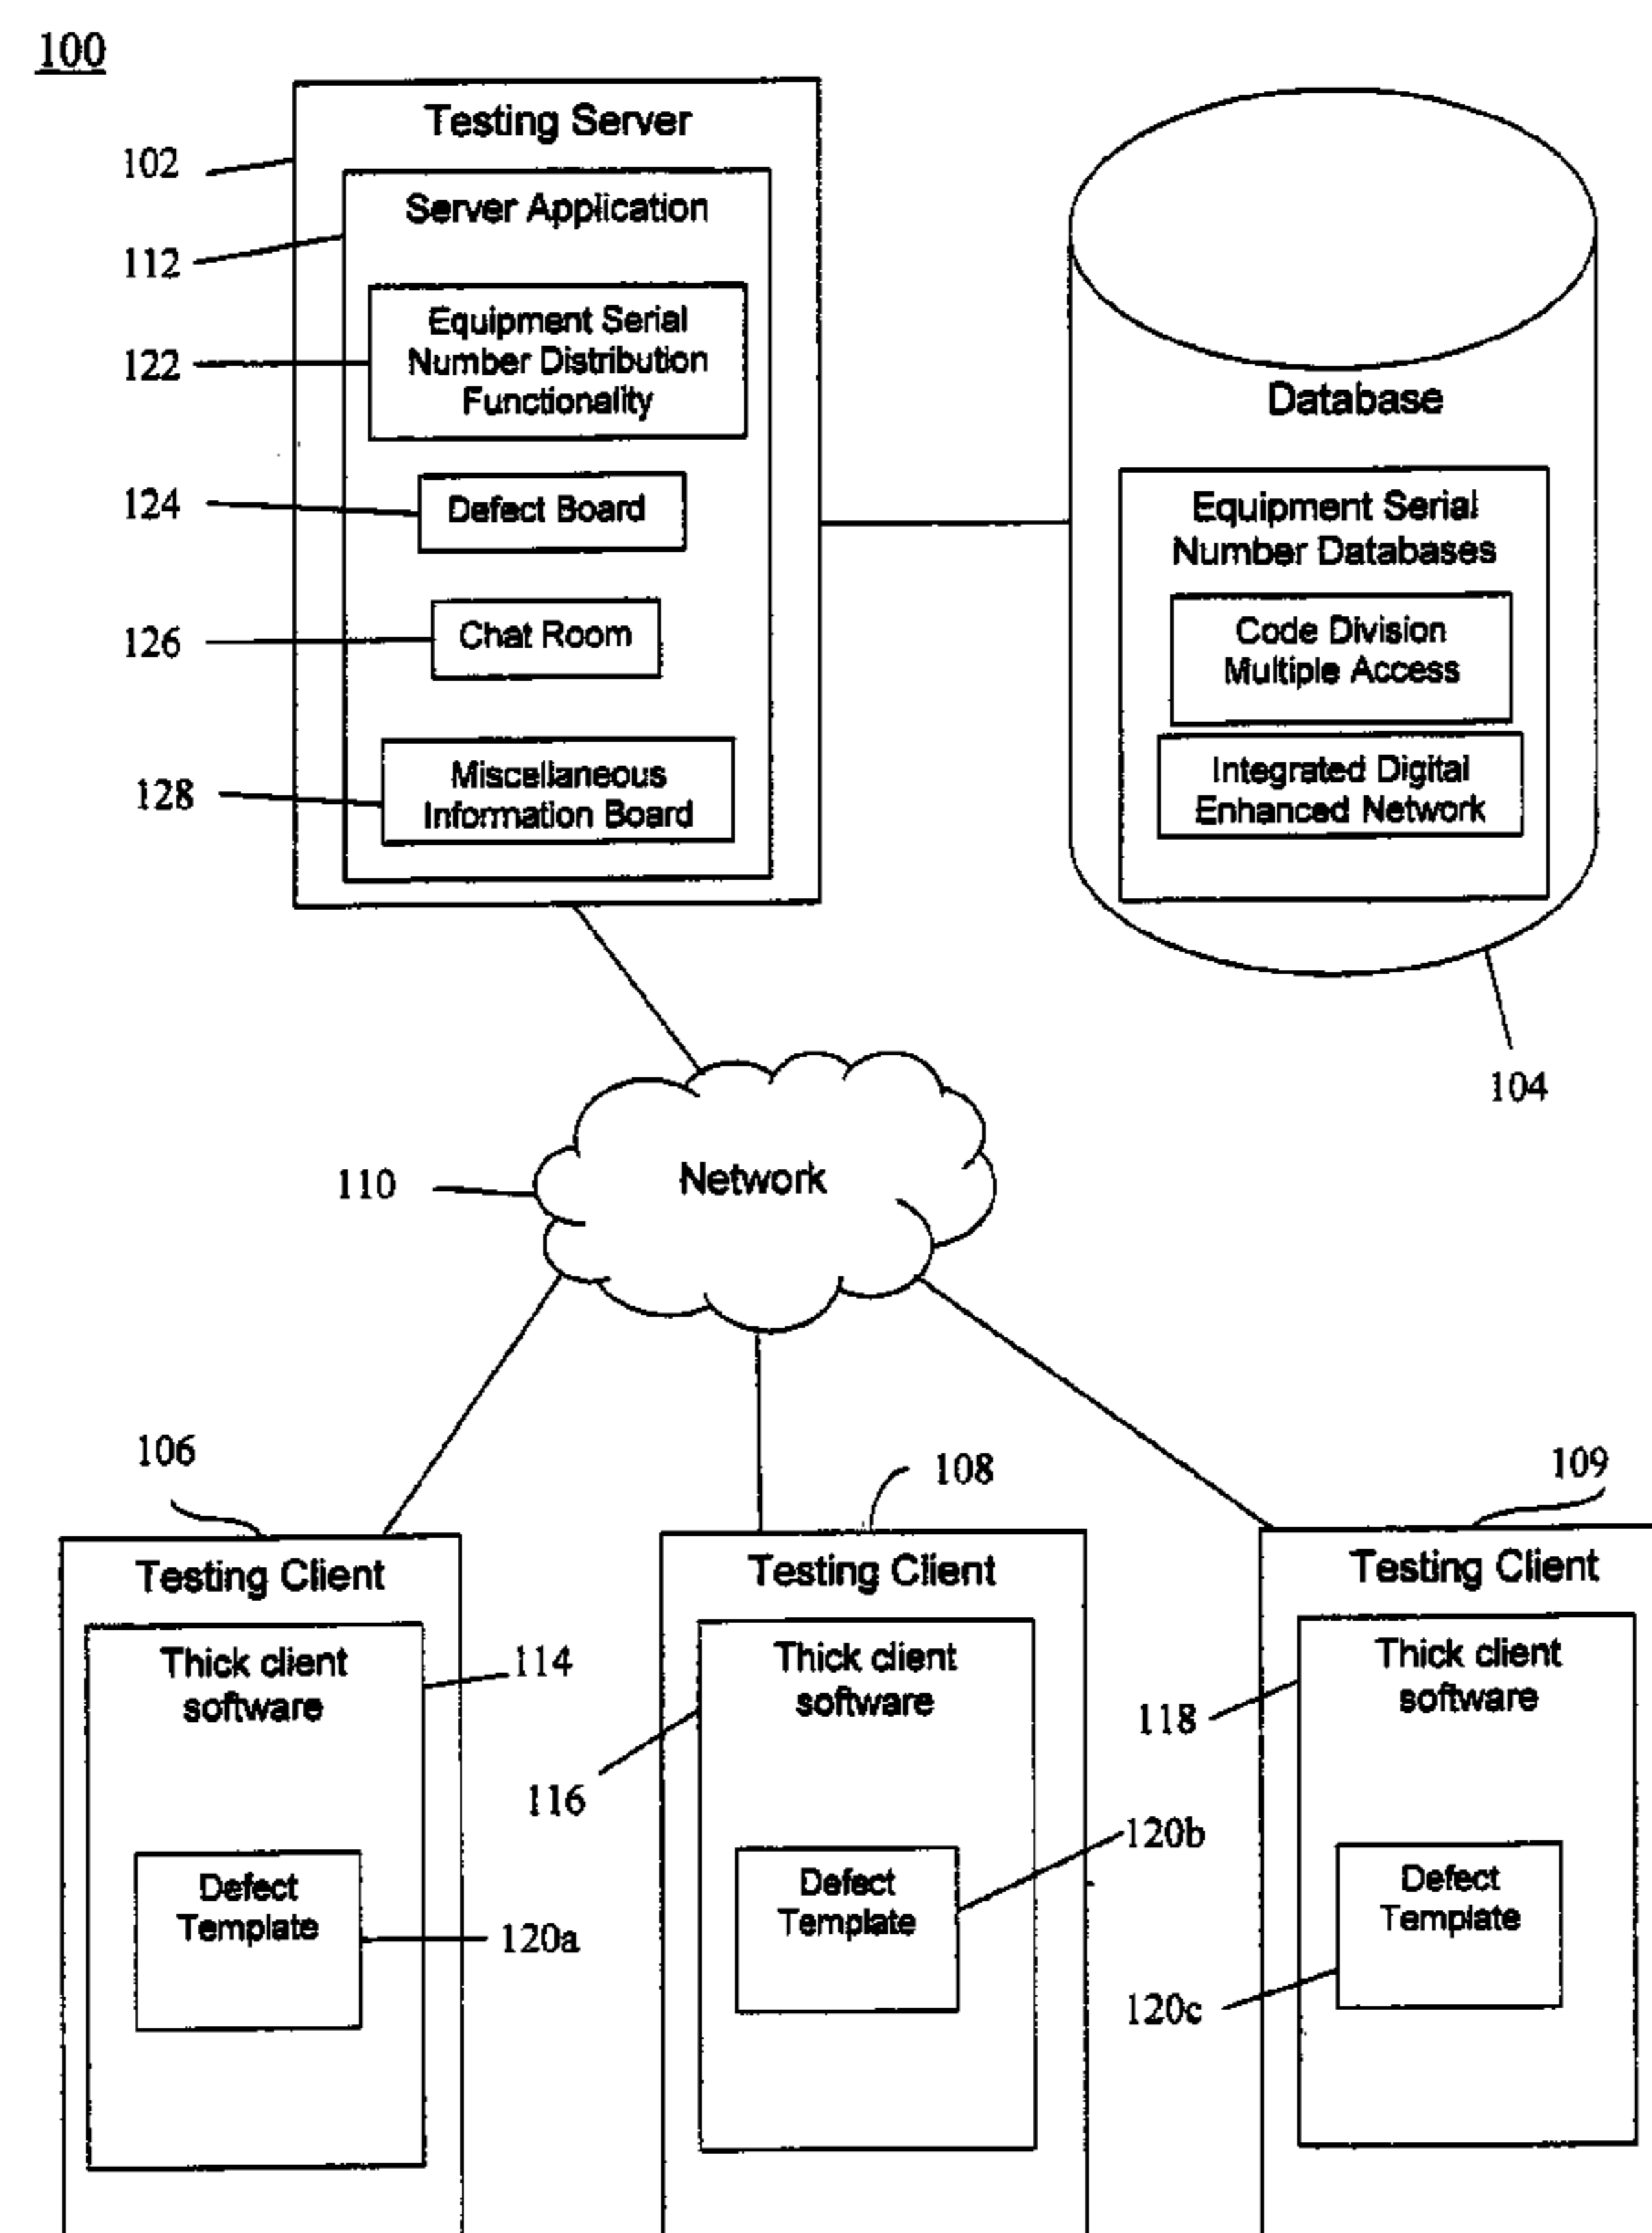 100
Testing Server
102
Server Application
112
Equipment Serial
Number Distribution
Functionality
122
Defect Board
124
Chat Room
126
Miscellaneous
Information Board
128
Database
Equipment Serial
Number Databases
Code Division
Multiple Access
Integrated Digital
Enhanced Network
104
Network
110
106
Testing Client
Thick client
software
114
Defect
Template
120a
108
Testing Client
Thick client
software
116
Defect
Template
120b
109
Testing Client
Thick client
software
118
Defect
Template
120c